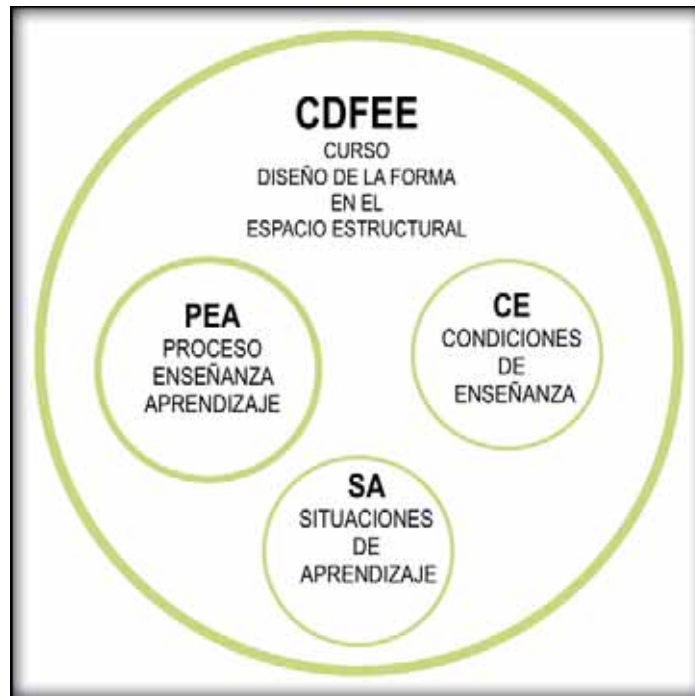 CDFEE
CURSO
DISEÑO DE LA FORMA
EN EL
ESPACIO ESTRUCTURAL
PEA
PROCESO
ENSEÑANZA
APRENDIZAJE
CE
CONDICIONES
DE
ENSEÑANZA
SA
SITUACIONES
DE
APRENDIZAJE